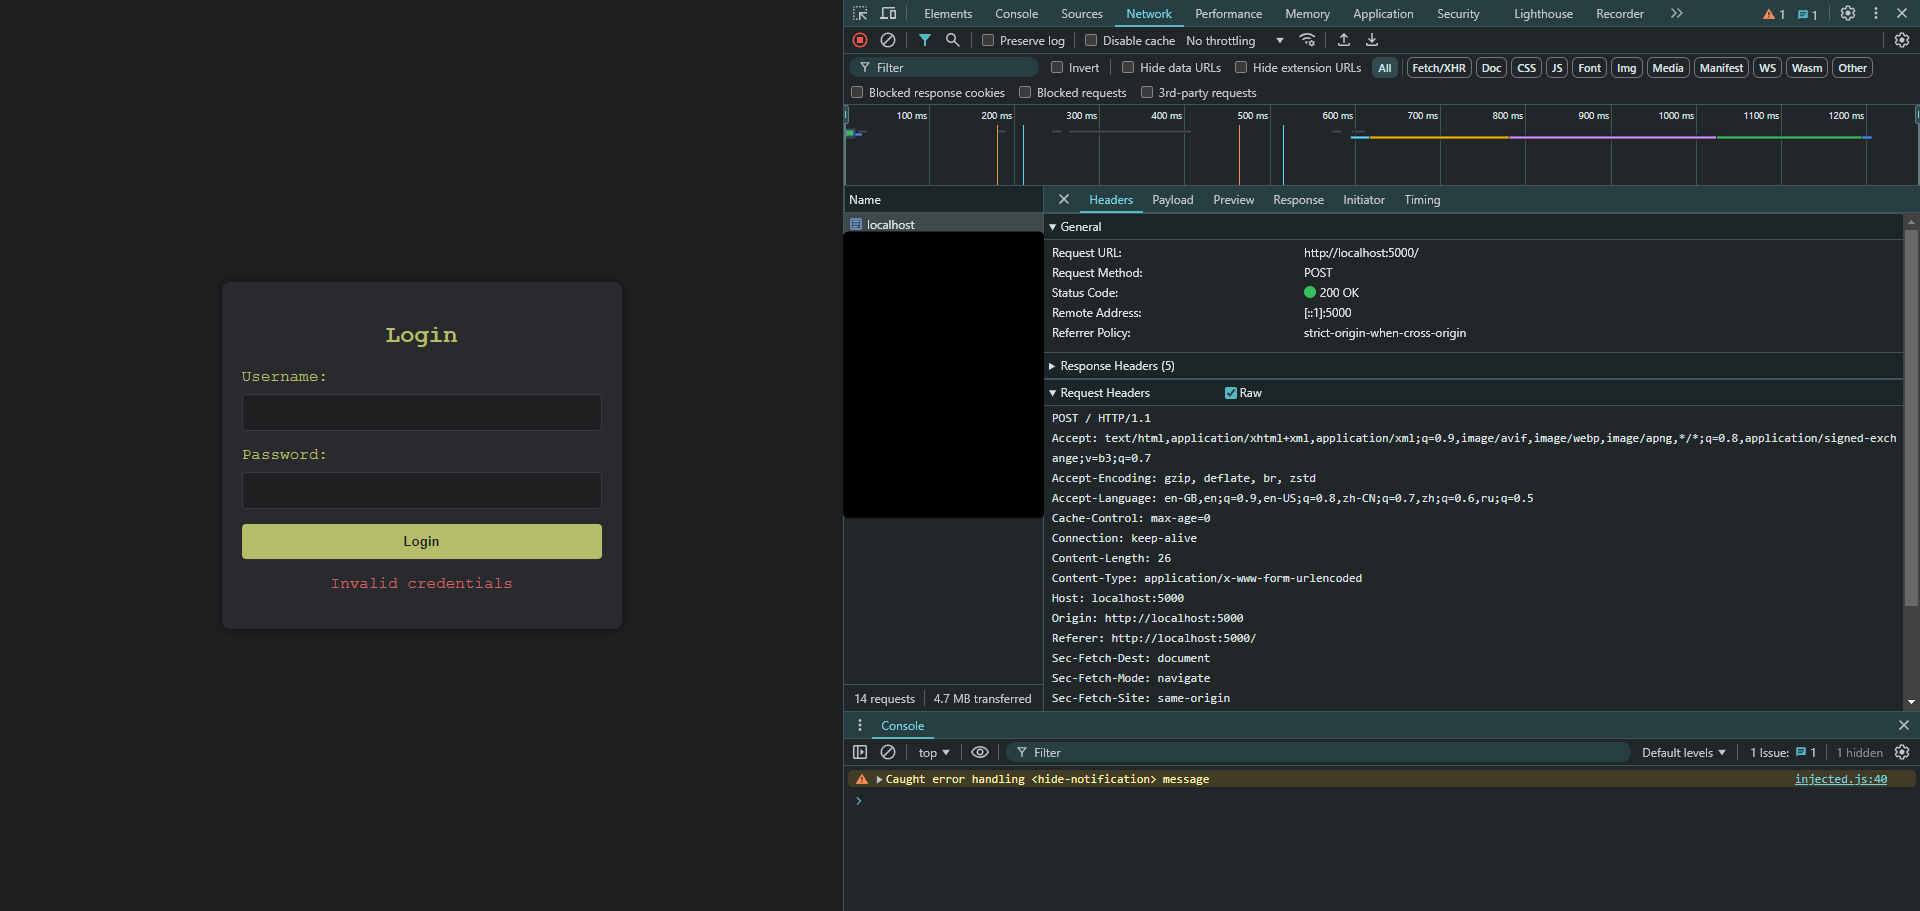 Login
Username:
Password:
Login
Invalid credentials
Elements Console Sources Network Performance Memory Application Security Lighthouse Recorder 1 1
Preserve log Disable cache No throttling
Filter Invert Hide data URLs Hide extension URLs All Fetch/XHR Doc CSS JS Font Img Media Manifest WS Wasm Other
Blocked response cookies Blocked requests 3rd-party requests
100 ms 200 ms 300 ms 400 ms 500 ms 600 ms 700 ms 800 ms 900 ms 1000 ms 1100 ms 1200 ms
Name
localhost
14 requests 4.7 MB transferred
Headers Payload Preview Response Initiator Timing
General
Request URL: http://localhost:5000/
Request Method: POST
Status Code: 200 OK
Remote Address: [::1]:5000
Referrer Policy: strict-origin-when-cross-origin
Response Headers (5)
Request Headers Raw
POST / HTTP/1.1
Accept: text/html,application/xhtml+xml,application/xml;q=0.9,image/avif,image/webp,image/apng,*/*;q=0.8,application/signed-exch
ange;v=b3;q=0.7
Accept-Encoding: gzip, deflate, br, zstd
Accept-Language: en-GB,en;q=0.9,en-US;q=0.8,zh-CN;q=0.7,zh;q=0.6,ru;q=0.5
Cache-Control: max-age=0
Connection: keep-alive
Content-Length: 26
Content-Type: application/x-www-form-urlencoded
Host: localhost:5000
Origin: http://localhost:5000
Referer: http://localhost:5000/
Sec-Fetch-Dest: document
Sec-Fetch-Mode: navigate
Sec-Fetch-Site: same-origin
Console
top Filter Default levels 1 Issue: 1 1 hidden
Caught error handling <hide-notification> message injected.js:40